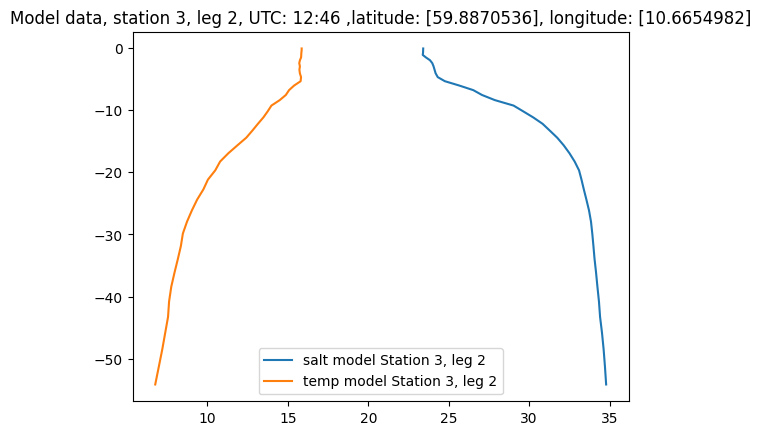 Model data, station 3, leg 2, UTC: 12:46 ,latitude: [59.8870536], longitude: [10.6654982]
0
−10
−20
−30
−40
−50
salt model Station 3, leg 2
temp model Station 3, leg 2
10 15 20 25 30 35